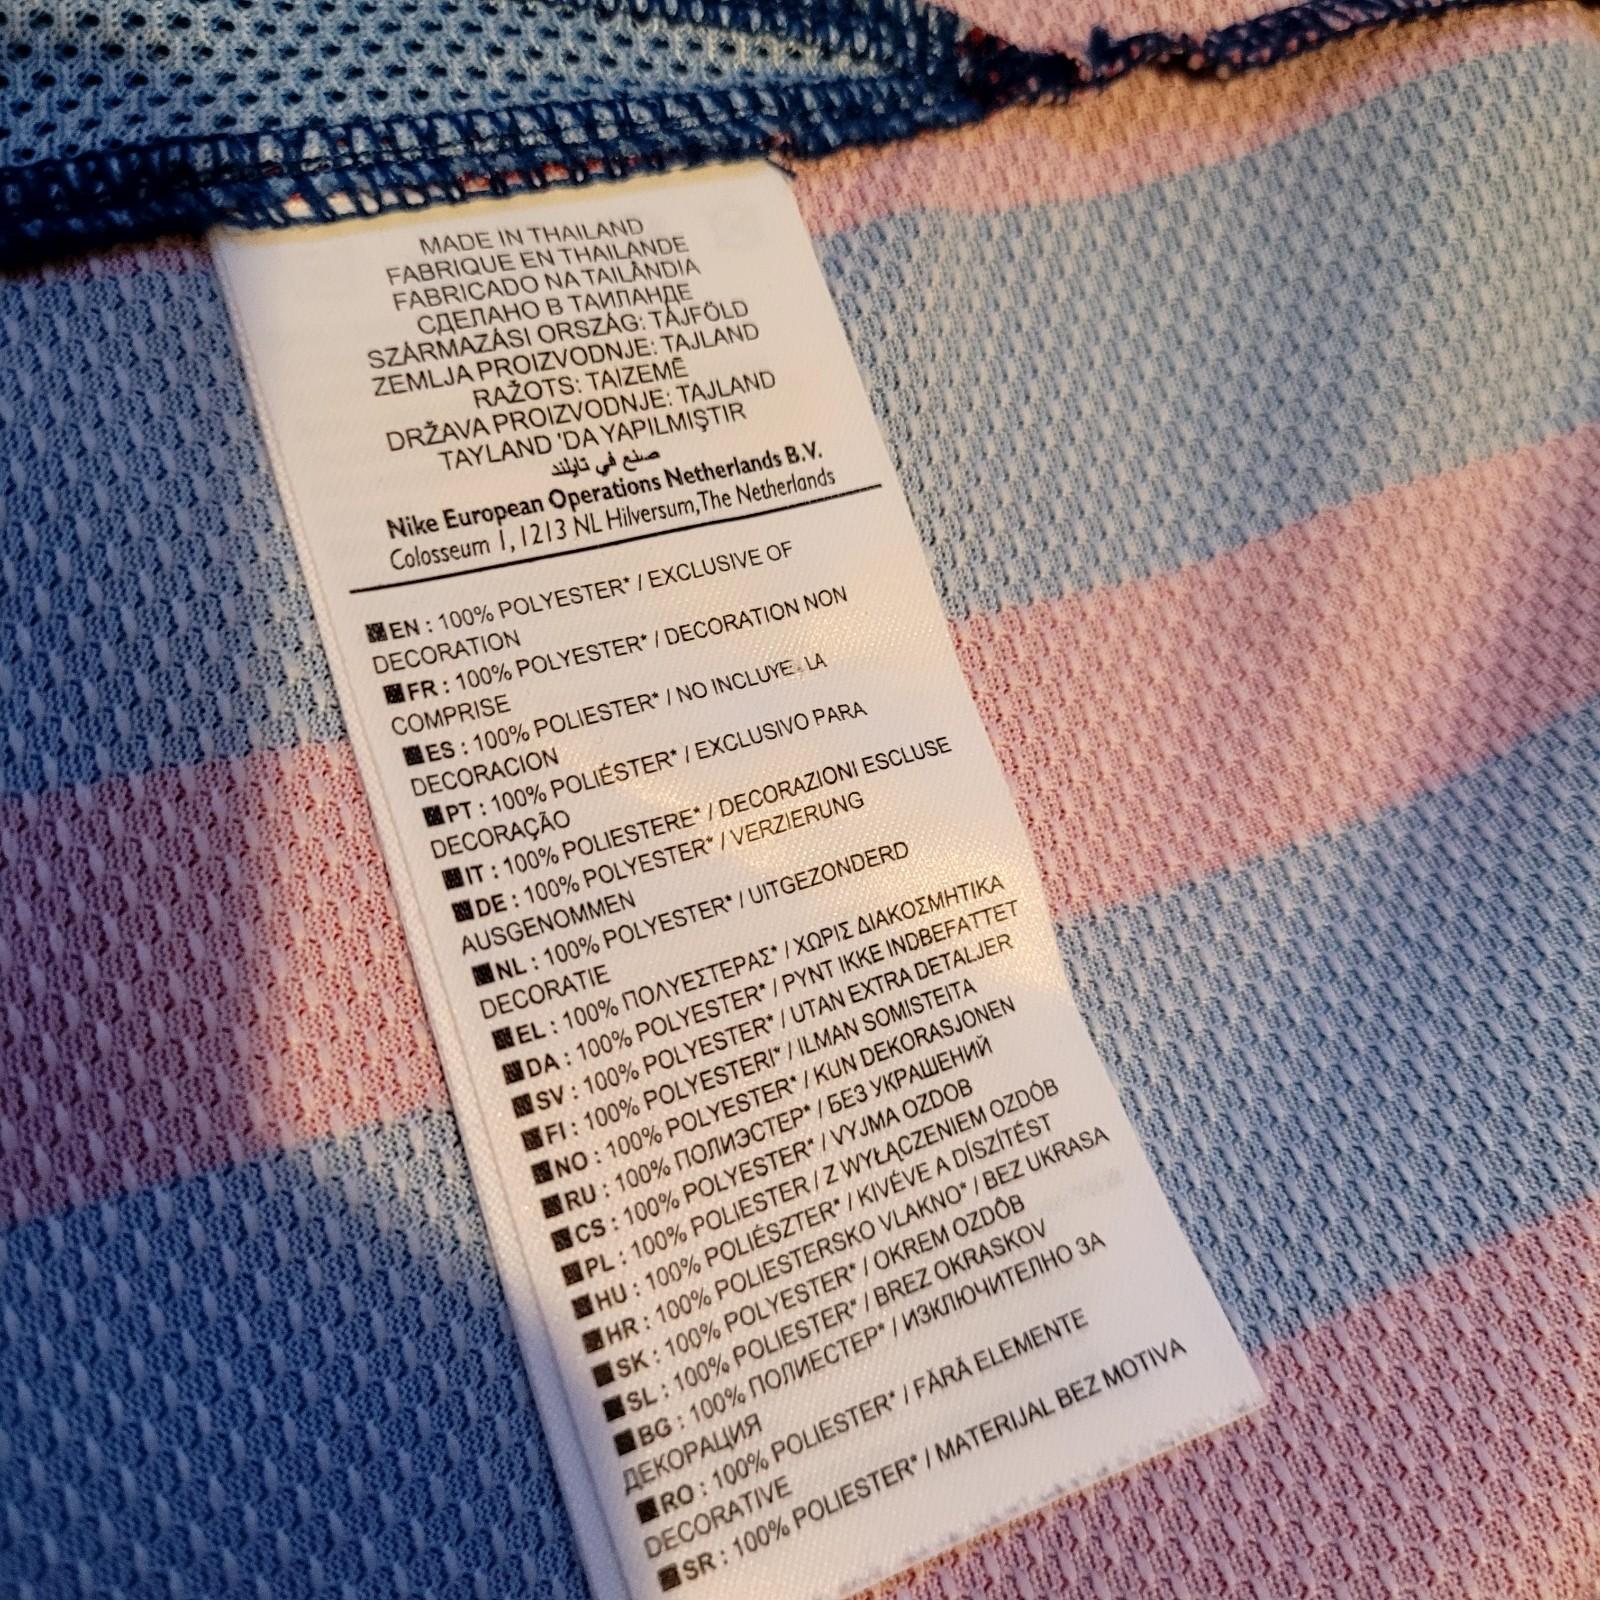 MADE IN THAILAND
FABRIQUE EN THAILANDE
FABRICADO NA TAILÂNDIA
СДЕЛАНО В ТАИЛАНДЕ
SZÁRMAZÁSI ORSZÁG: TÁJFÖLD
ZEMLJA PROIZVODNJE: TAJLAND
RAŽOTS: TAIZEMĒ
DRŽAVA PROIZVODNJE: TAJLAND
TAYLAND 'DA YAPILMIŞTIR
صنع في تايلند
Nike European Operations Netherlands B.V.
Colosseum 1, 1213 NL Hilversum,The Netherlands
EN : 100% POLYESTER* / EXCLUSIVE OF
DECORATION
FR : 100% POLYESTER* / DECORATION NON
COMPRISE
ES : 100% POLIESTER* / NO INCLUYE LA
DECORACION
PT : 100% POLIÉSTER* / EXCLUSIVO PARA
DECORAÇÃO
IT : 100% POLIESTERE* / DECORAZIONI ESCLUSE
DE : 100% POLYESTER* / VERZIERUNG
AUSGENOMMEN
NL : 100% POLYESTER* / UITGEZONDERD
DECORATIE
EL : 100% ΠΟΛΥΕΣΤΕΡΑΣ* / ΧΩΡΙΣ ΔΙΑΚΟΣΜΗΤΙΚΑ
DA : 100% POLYESTER* / PYNT IKKE INDBEFATTET
SV : 100% POLYESTER* / UTAN EXTRA DETALJER
FI : 100% POLYESTERI* / ILMAN SOMISTEITA
NO : 100% POLYESTER* / KUN DEKORASJONEN
RU : 100% ПОЛИЭСТЕР* / БЕЗ УКРАШЕНИЙ
CS : 100% POLYESTER* / VYJMA OZDOB
PL : 100% POLIESTER / Z WYŁĄCZENIEM OZDÓB
HU : 100% POLIÉSZTER* / KIVÉVE A DÍSZÍTÉST
HR : 100% POLIESTERSKO VLAKNO* / BEZ UKRASA
SK : 100% POLYESTER* / OKREM OZDÔB
SL : 100% POLIESTER* / BREZ OKRASKOV
BG : 100% ПОЛИЕСТЕР* / ИЗКЛЮЧИТЕЛНО ЗА
ДЕКОРАЦИЯ
RO : 100% POLIESTER* / FĂRĂ ELEMENTE
DECORATIVE
SR : 100% POLIESTER* / MATERIJAL BEZ MOTIVA